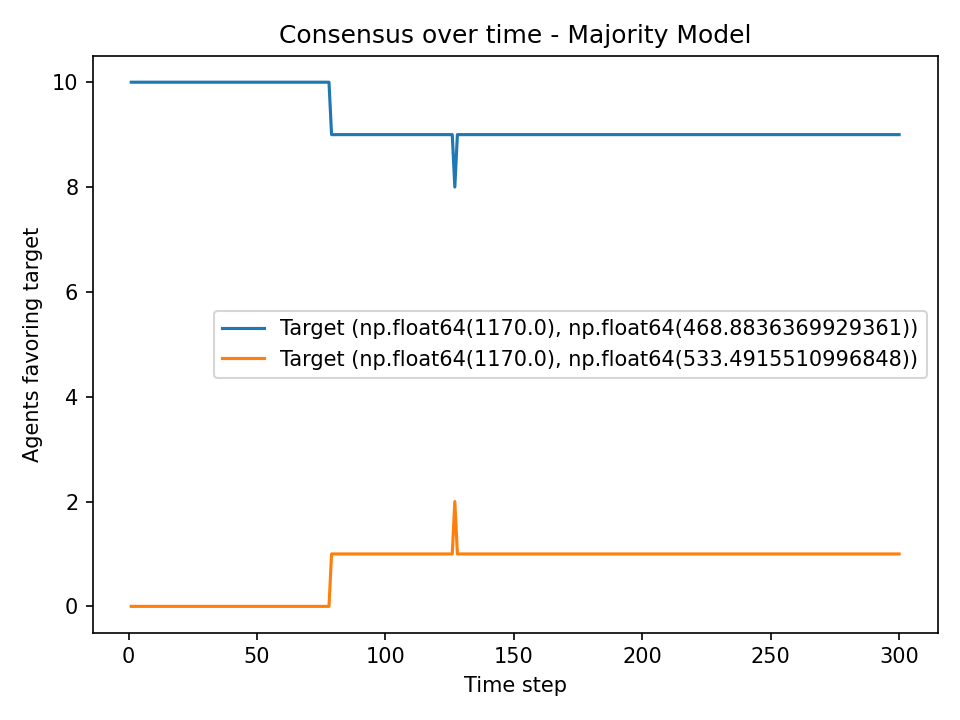 Consensus over time - Majority Model
10
8
6
4
2
0
Agents favoring target
Target (np.float64(1170.0), np.float64(468.8836369929361))
Target (np.float64(1170.0), np.float64(533.4915510996848))
0 50 100 150 200 250 300
Time step